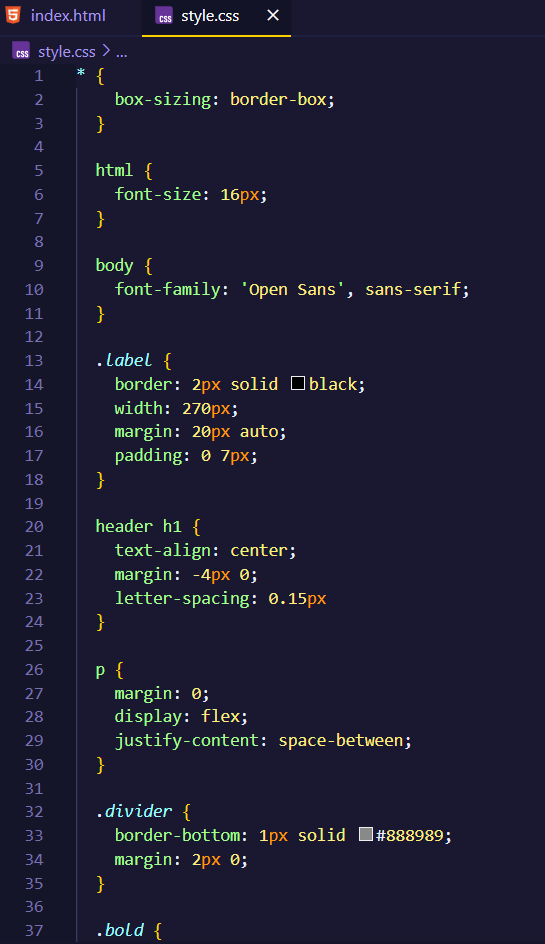 index.html
style.css
style.css > ...
1 * {
2 box-sizing: border-box;
3 }
4
5 html {
6 font-size: 16px;
7 }
8
9 body {
10 font-family: 'Open Sans', sans-serif;
11 }
12
13 .label {
14 border: 2px solid black;
15 width: 270px;
16 margin: 20px auto;
17 padding: 0 7px;
18 }
19
20 header h1 {
21 text-align: center;
22 margin: -4px 0;
23 letter-spacing: 0.15px
24 }
25
26 p {
27 margin: 0;
28 display: flex;
29 justify-content: space-between;
30 }
31
32 .divider {
33 border-bottom: 1px solid #888989;
34 margin: 2px 0;
35 }
36
37 .bold {